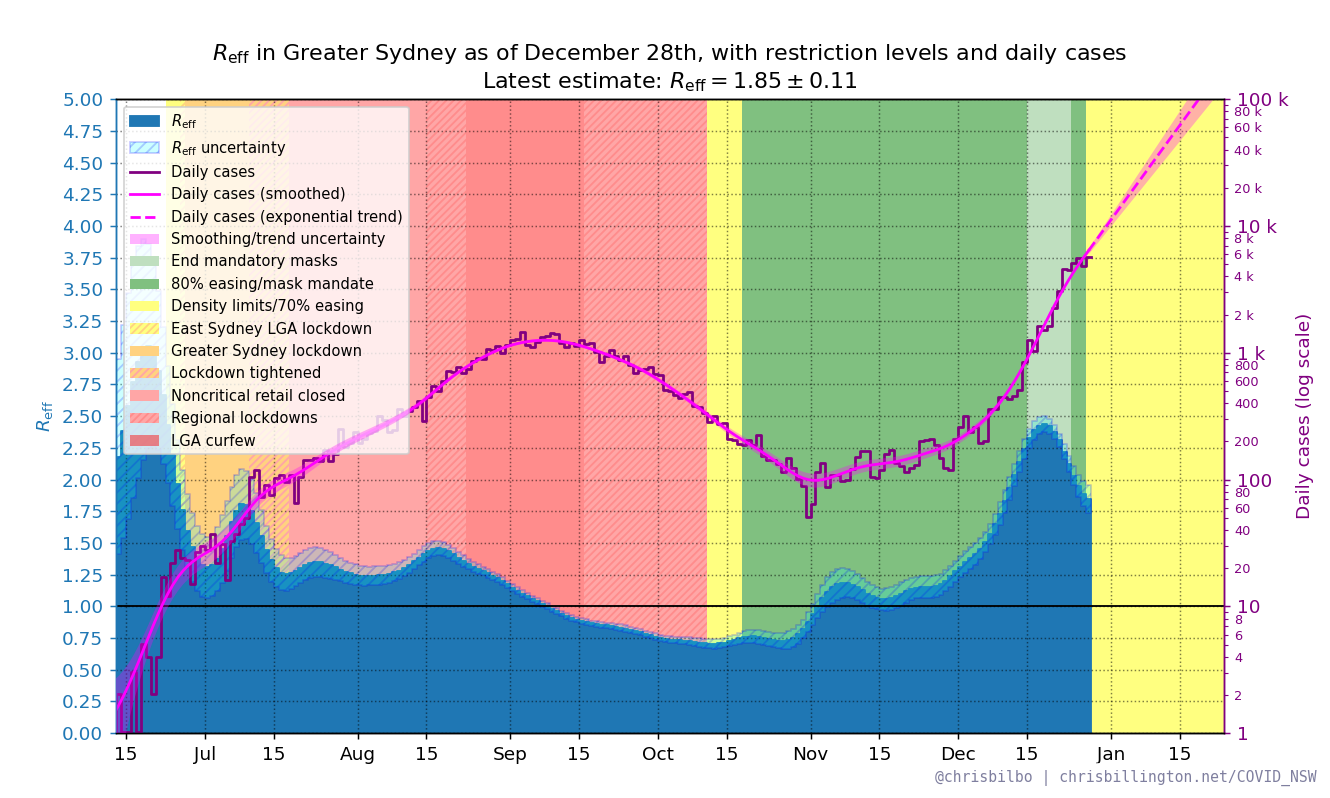 Reff in Greater Sydney as of December 28th, with restriction levels and daily cases
Latest estimate: Reff = 1.85 ± 0.11
5.00
4.75
4.50
4.25
4.00
3.75
3.50
3.25
3.00
2.75
2.50
2.25
2.00
1.75
1.50
1.25
1.00
0.75
0.50
0.25
0.00
Reff
Reff
Reff uncertainty
Daily cases
Daily cases (smoothed)
Daily cases (exponential trend)
Smoothing/trend uncertainty
End mandatory masks
80% easing/mask mandate
Density limits/70% easing
East Sydney LGA lockdown
Greater Sydney lockdown
Lockdown tightened
Noncritical retail closed
Regional lockdowns
LGA curfew
100 k
80 k
60 k
40 k
20 k
10 k
8 k
6 k
4 k
2 k
1 k
800
600
400
200
100
80
60
40
20
10
8
6
4
2
1
Daily cases (log scale)
15 Jul 15 Aug 15 Sep 15 Oct 15 Nov 15 Dec 15 Jan 15
@chrisbilbo | chrisbillington.net/COVID_NSW